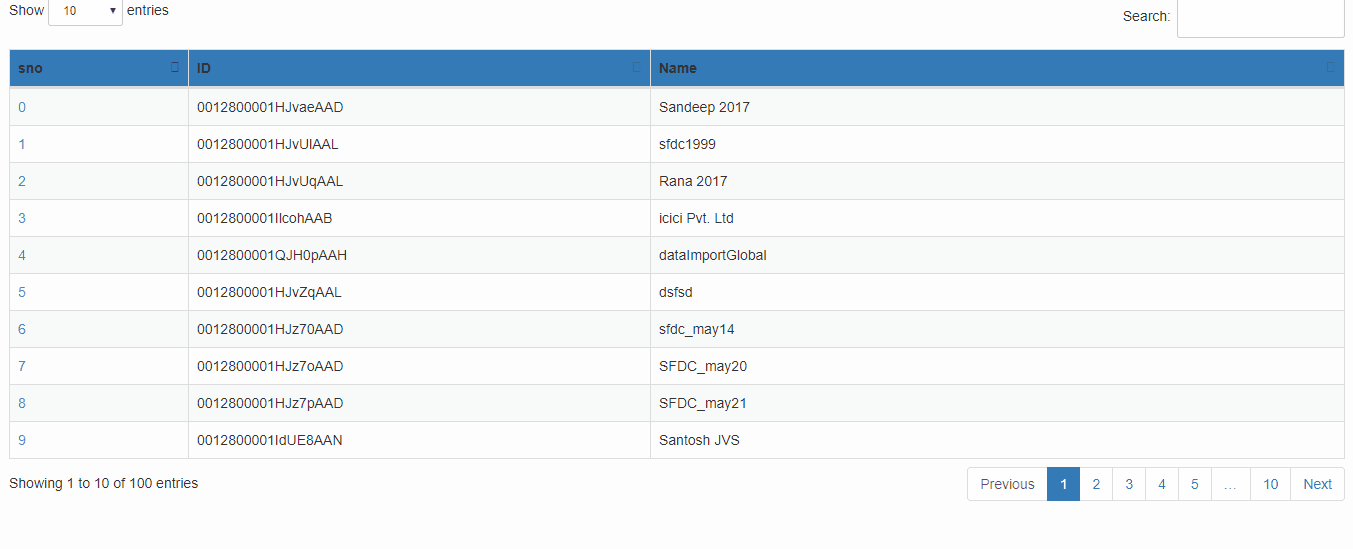 Show 10 entries
Search:
sno ID Name
0 0012800001HJvaeAAD Sandeep 2017
1 0012800001HJvUlAAL sfdc1999
2 0012800001HJvUqAAL Rana 2017
3 0012800001IIcohAAB icici Pvt. Ltd
4 0012800001QJH0pAAH dataImportGlobal
5 0012800001HJvZqAAL dsfsd
6 0012800001HJz70AAD sfdc_may14
7 0012800001HJz7oAAD SFDC_may20
8 0012800001HJz7pAAD SFDC_may21
9 0012800001IdUE8AAN Santosh JVS
Showing 1 to 10 of 100 entries
Previous 1 2 3 4 5 … 10 Next